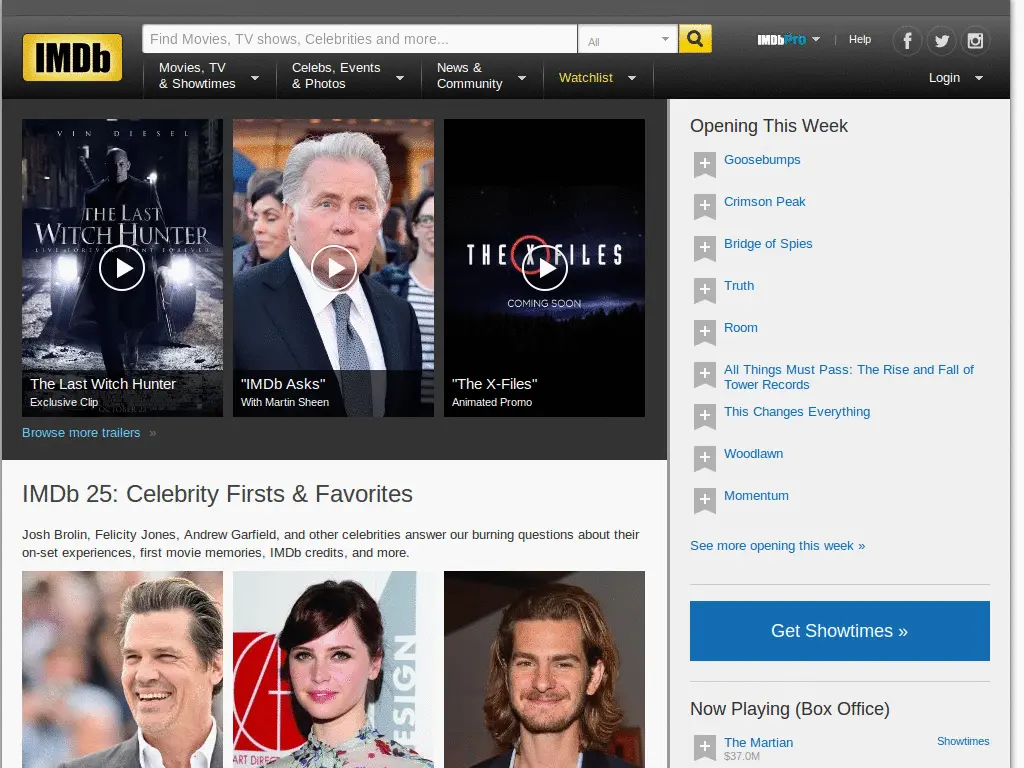 IMDb
Find Movies, TV shows, Celebrities and more...
All
IMDbPro
Help
Movies, TV
& Showtimes
Celebs, Events
& Photos
News &
Community
Watchlist
Login
VIN DIESEL
THE LAST
WITCH HUNTER
LIVE FOREVER HUNT FOREVER
The Last Witch Hunter
Exclusive Clip
OCTOBER 23
"IMDb Asks"
With Martin Sheen
THE X-FILES
COMING SOON
"The X-Files"
Animated Promo
Browse more trailers »
IMDb 25: Celebrity Firsts & Favorites
Josh Brolin, Felicity Jones, Andrew Garfield, and other celebrities answer our burning questions about their
on-set experiences, first movie memories, IMDb credits, and more.
ESIGN
ART DIREC
Opening This Week
Goosebumps
Crimson Peak
Bridge of Spies
Truth
Room
All Things Must Pass: The Rise and Fall of
Tower Records
This Changes Everything
Woodlawn
Momentum
See more opening this week »
Get Showtimes »
Now Playing (Box Office)
The Martian
Showtimes
$37.0M